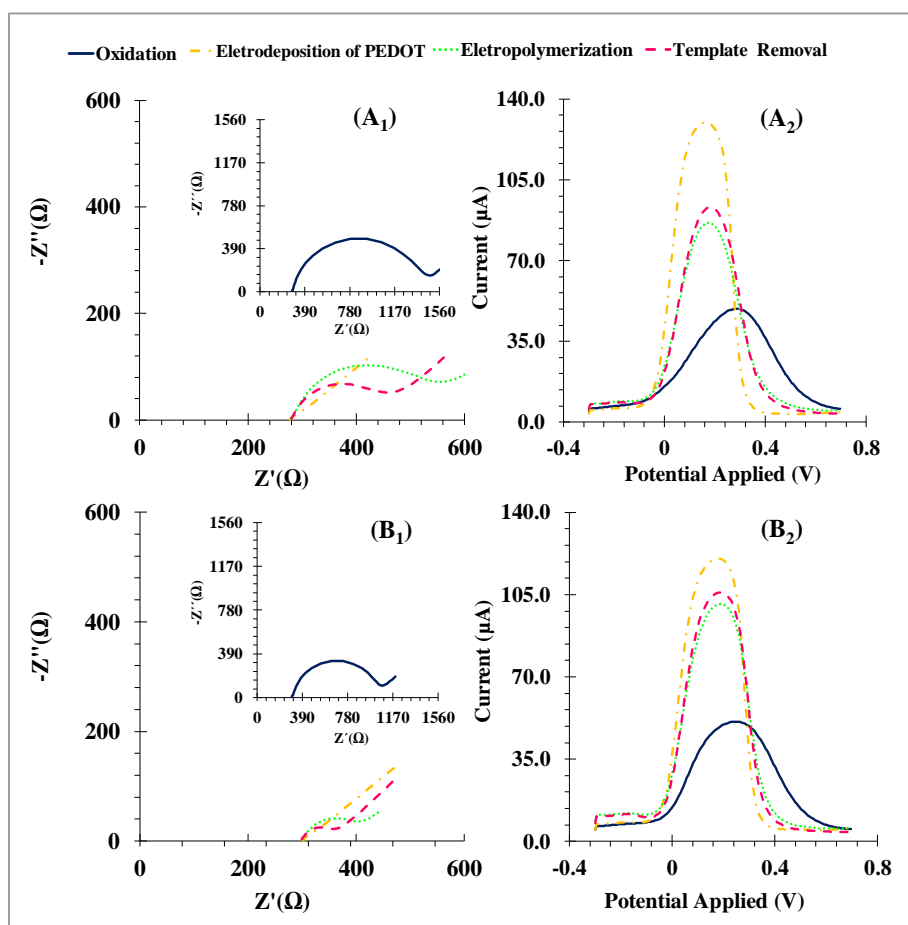 Oxidation Eletrodeposition of PEDOT Eletropolymerization Template Removal
(A₁)
600
400
200
0
-Z''(Ω)
0 200 400 600
Z'(Ω)
1560
1170
780
390
0
-Z´´(Ω)
0 390 780 1170 1560
Z´(Ω)
(A₂)
140.0
105.0
70.0
35.0
0.0
Current (µA)
-0.4 0 0.4 0.8
Potential Applied (V)
(B₁)
600
400
200
0
-Z''(Ω)
0 200 400 600
Z'(Ω)
1560
1170
780
390
0
-Z´´(Ω)
0 390 780 1170 1560
Z´(Ω)
(B₂)
140.0
105.0
70.0
35.0
0.0
Current (µA)
-0.4 0 0.4 0.8
Potential Applied (V)